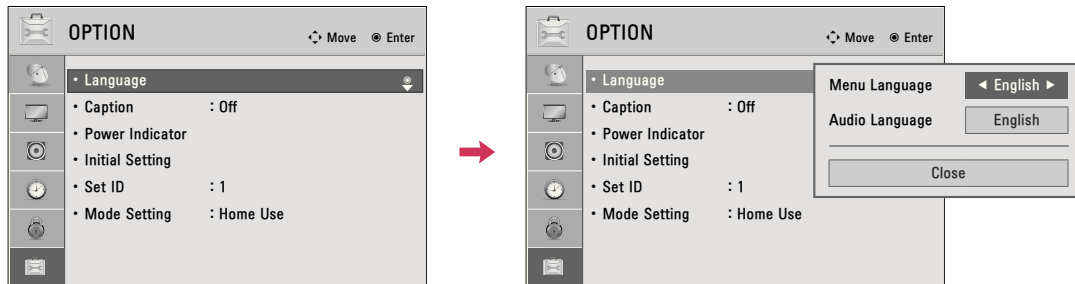 OPTION
Move Enter
• Language
• Caption : Off
• Power Indicator
• Initial Setting
• Set ID : 1
• Mode Setting : Home Use
OPTION
Move Enter
• Language
• Caption : Off
• Power Indicator
• Initial Setting
• Set ID : 1
• Mode Setting : Home Use
Menu Language ◄ English ►
Audio Language English
Close